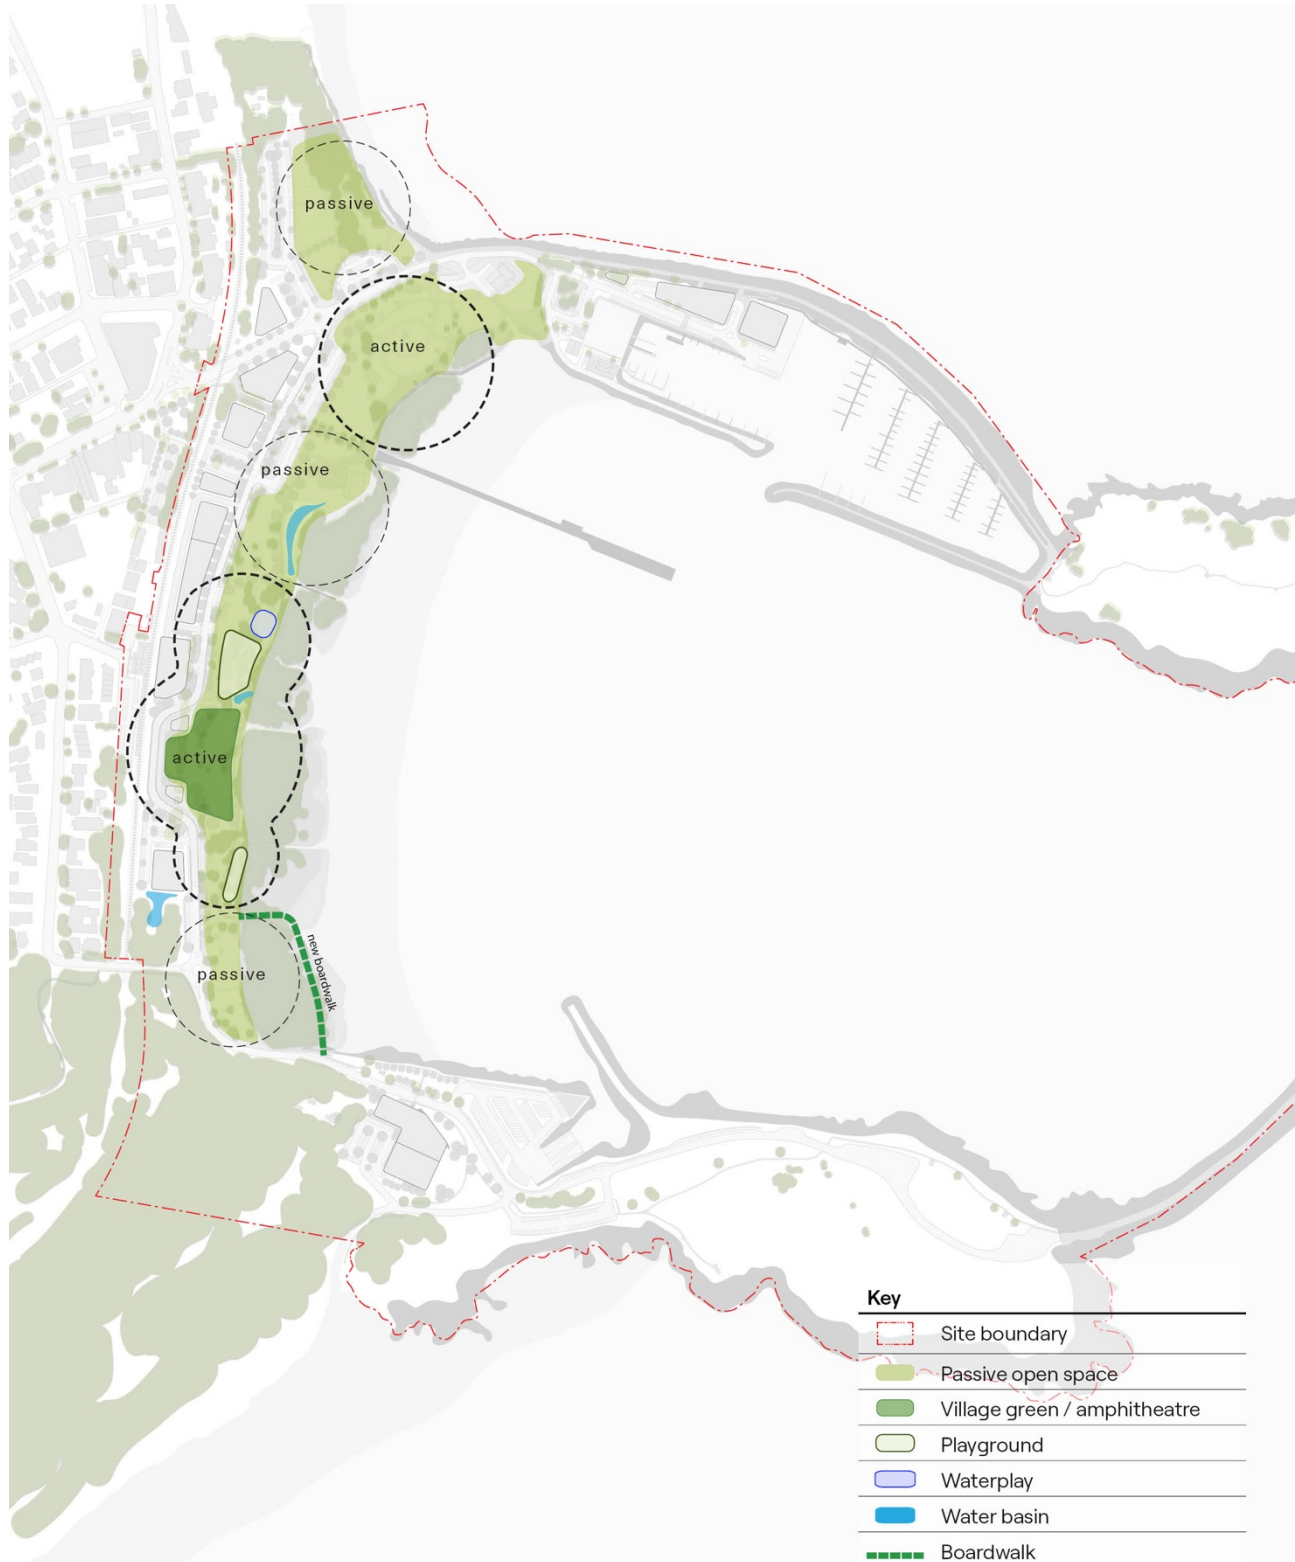 passive
active
passive
active
new boardwalk
passive
Key
Site boundary
Passive open space
Village green / amphitheatre
Playground
Waterplay
Water basin
Boardwalk